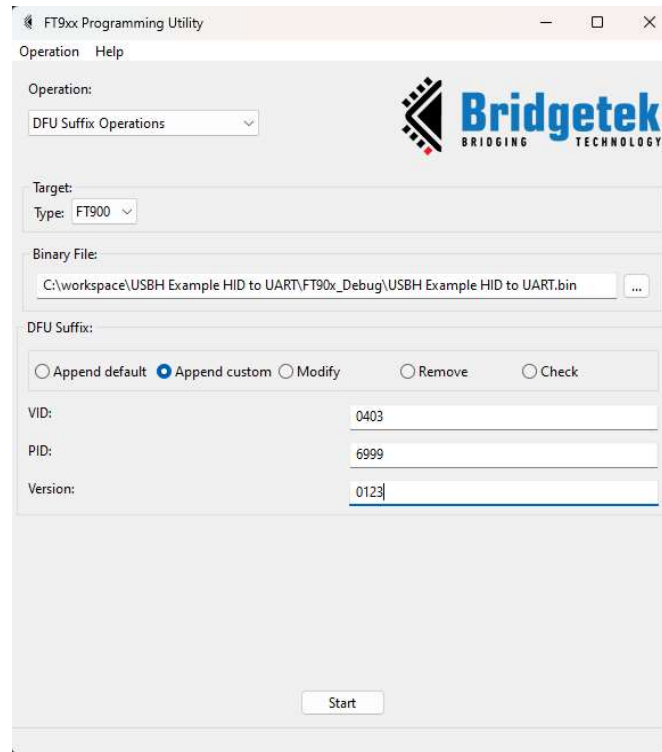 FT9xx Programming Utility
Operation Help
Operation:
DFU Suffix Operations
Bridgetek
BRIDGING TECHNOLOGY
Target:
Type: FT900
Binary File:
C:\workspace\USBH Example HID to UART\FT90x_Debug\USBH Example HID to UART.bin ...
DFU Suffix:
Append default Append custom Modify Remove Check
VID: 0403
PID: 6999
Version: 0123
Start